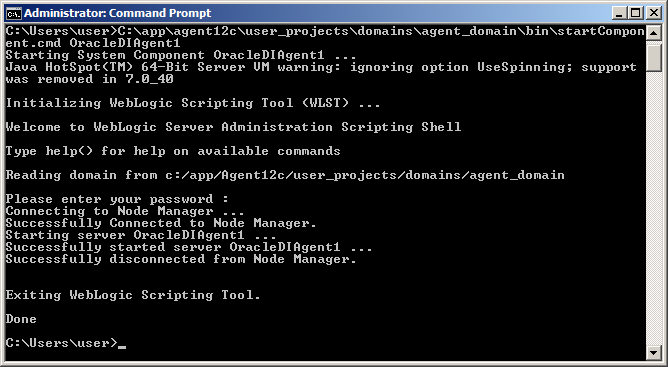 Administrator: Command Prompt
C:\Users\user>C:\app\agent12c\user_projects\domains\agent_domain\bin\startCompon
ent.cmd OracleDIAgent1
Starting System Component OracleDIAgent1 ...
Java HotSpot(TM) 64-Bit Server VM warning: ignoring option UseSpinning; support
was removed in 7.0_40
Initializing WebLogic Scripting Tool (WLST) ...
Welcome to WebLogic Server Administration Scripting Shell
Type help() for help on available commands
Reading domain from c:/app/Agent12c/user_projects/domains/agent_domain
Please enter your password :
Connecting to Node Manager ...
Successfully Connected to Node Manager.
Starting server OracleDIAgent1 ...
Successfully started server OracleDIAgent1 ...
Successfully disconnected from Node Manager.
Exiting WebLogic Scripting Tool.
Done
C:\Users\user>_